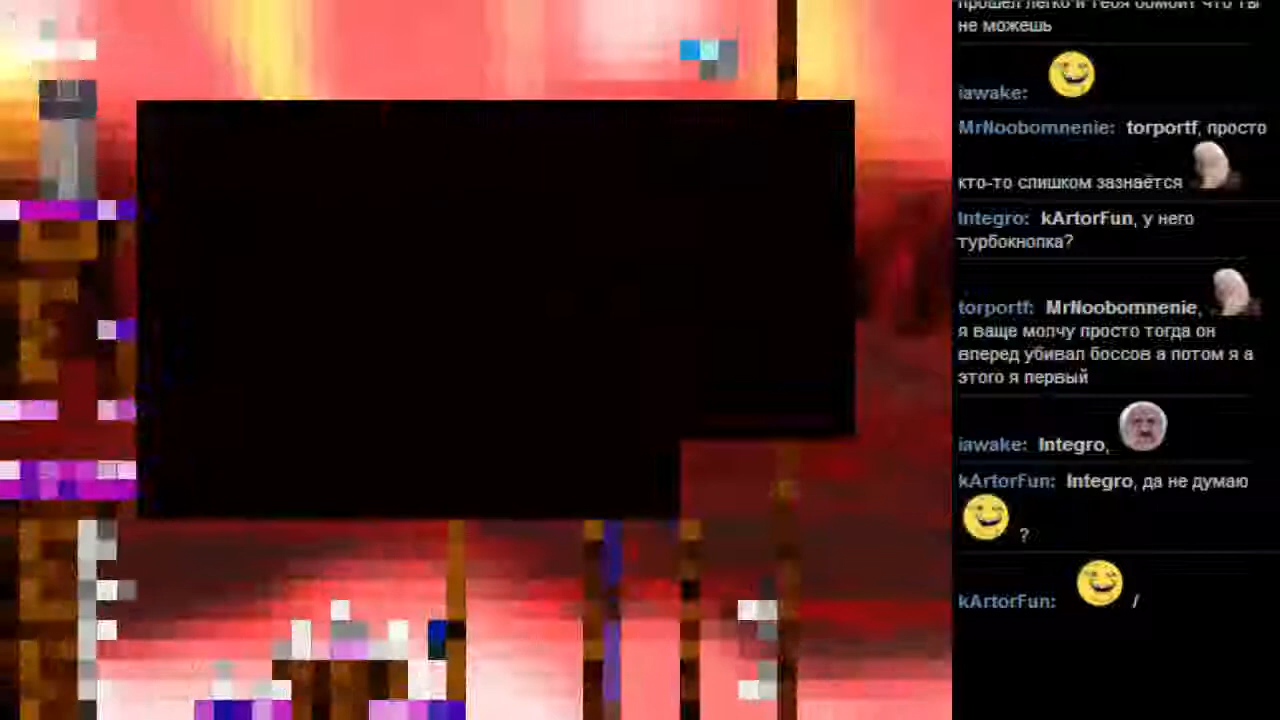 прошел легко и тебя бомбит что ты
не можешь
iawake:
MrNoobomnenie: torportf, просто
кто-то слишком зазнаётся
Integro: kArtorFun, у него
турбокнопка?
torportf: MrNoobomnenie,
я ваще молчу просто тогда он
вперед убивал боссов а потом я а
этого я первый
iawake: Integro,
kArtorFun: Integro, да не думаю
?
kArtorFun: /